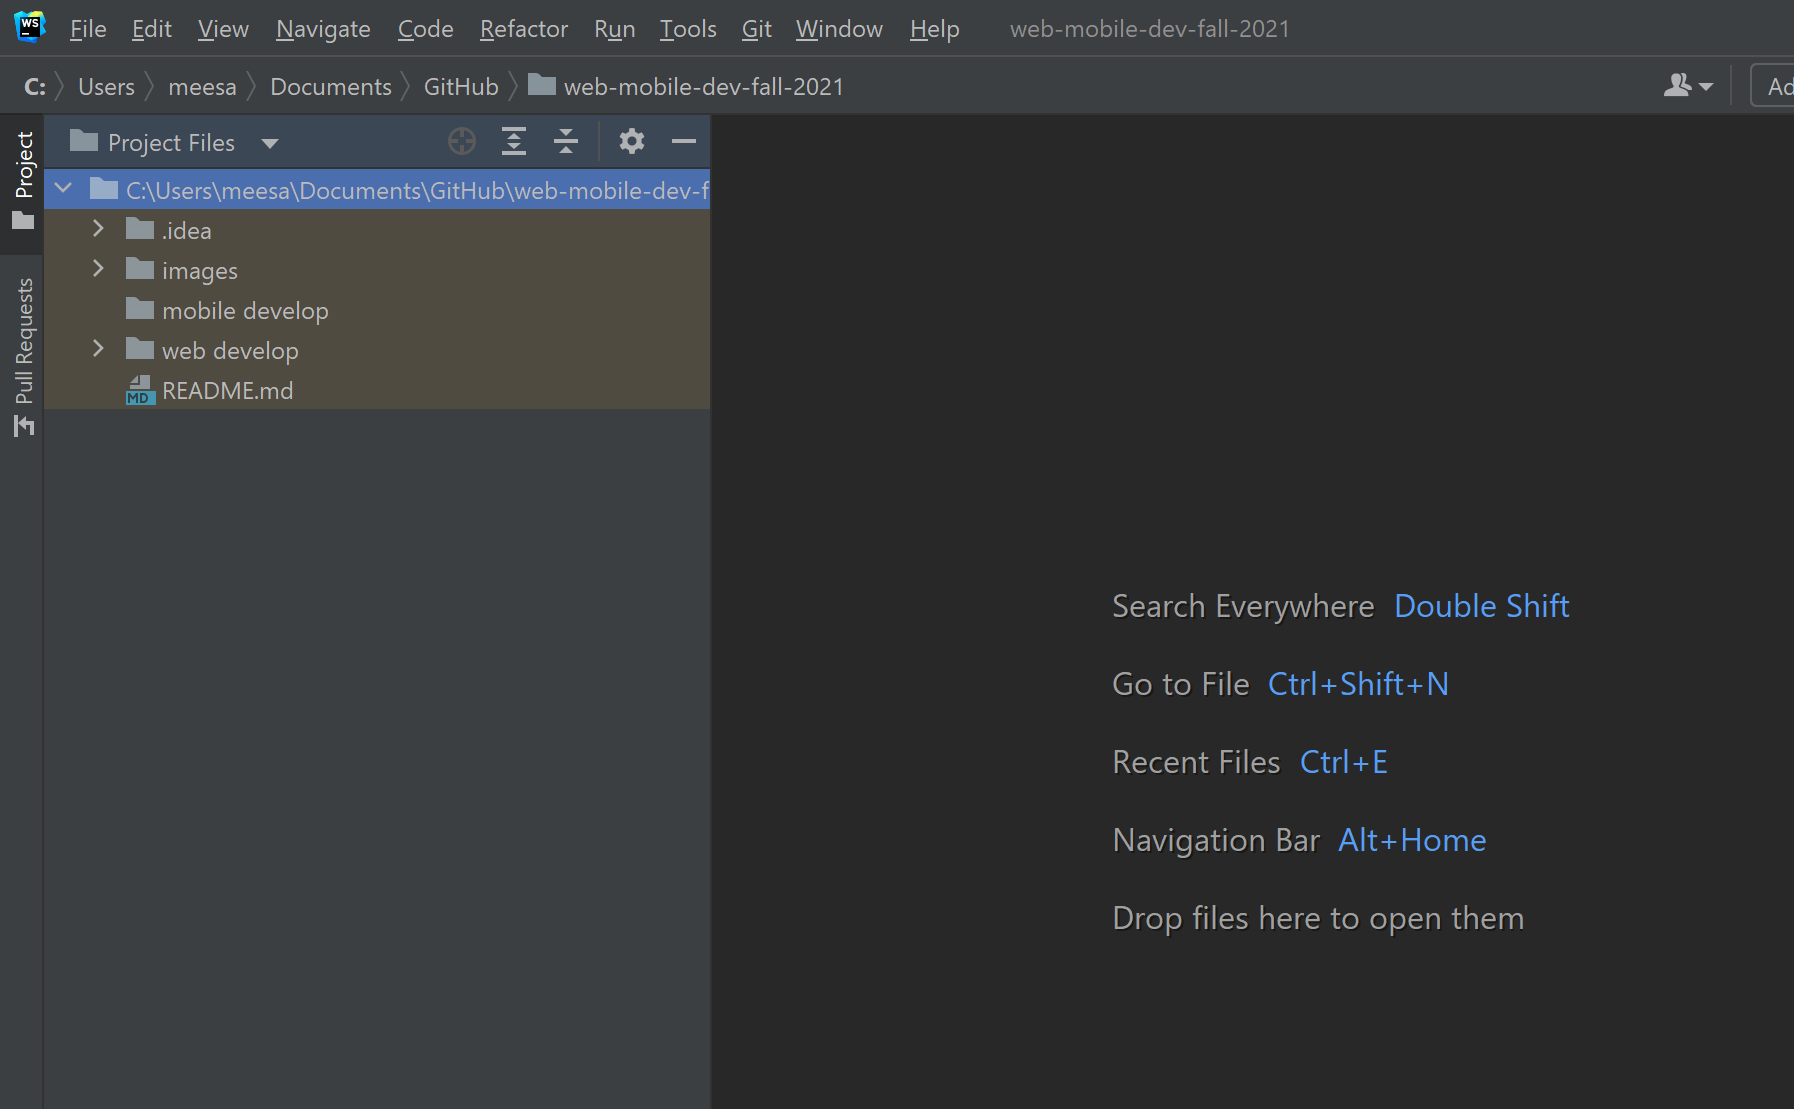 WS
File Edit View Navigate Code Refactor Run Tools Git Window Help web-mobile-dev-fall-2021
C: Users meesa Documents GitHub web-mobile-dev-fall-2021 Ad
Project
Pull Requests
Project Files
C:\Users\meesa\Documents\GitHub\web-mobile-dev-f
.idea
images
mobile develop
web develop
MD README.md
Search Everywhere Double Shift
Go to File Ctrl+Shift+N
Recent Files Ctrl+E
Navigation Bar Alt+Home
Drop files here to open them